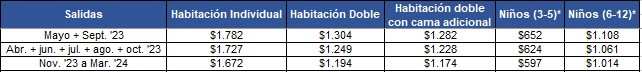 Salidas Habitación Individual Habitación Doble Habitación doble con cama adicional Niños (3-5)* Niños (6-12)*
Mayo + Sept. '23 $1.782 $1.304 $1.282 $652 $1.108
Abr. + jun. + jul. + ago. + oct. '23 $1.727 $1.249 $1.228 $624 $1.061
Nov. '23 a Mar. '24 $1.672 $1.194 $1.174 $597 $1.014